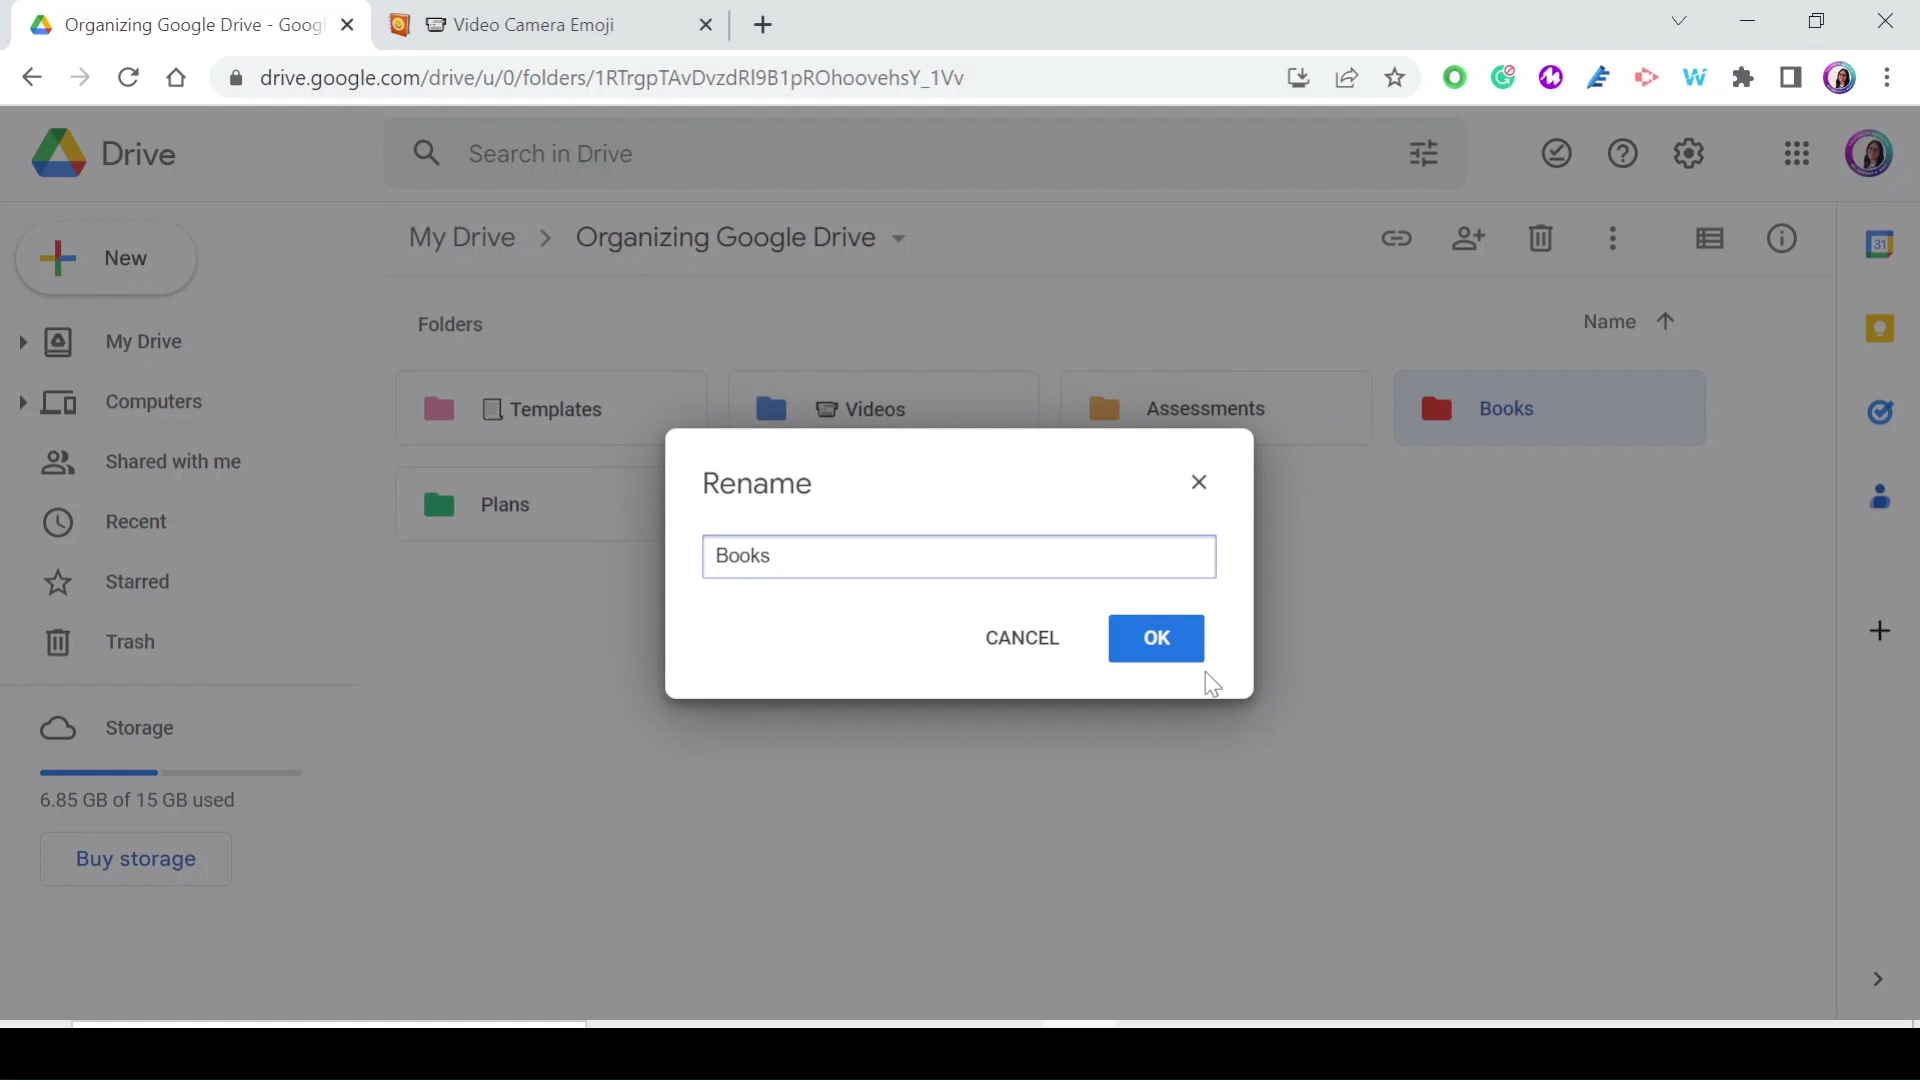 Organizing Google Drive - Googl
Video Camera Emoji
drive.google.com/drive/u/0/folders/1RTrgpTAvDvzdRl9B1pROhoovehsY_1Vv
Drive
Search in Drive
New
My Drive > Organizing Google Drive
31
My Drive
Folders
Name
Computers
Templates
Videos
Assessments
Books
Shared with me
Plans
Rename
Recent
Books
Starred
CANCEL
OK
Trash
Storage
6.85 GB of 15 GB used
Buy storage